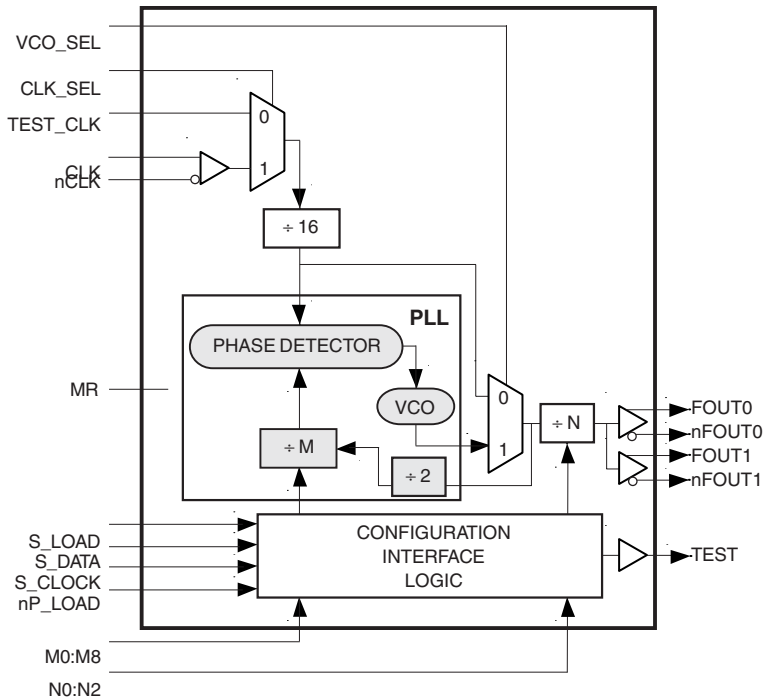 VCO_SEL
CLK_SEL
TEST_CLK
CLK
nCLK
0
1
÷ 16
PLL
PHASE DETECTOR
VCO
MR
0
1
÷ N
÷ M
÷ 2
FOUT0
nFOUT0
FOUT1
nFOUT1
S_LOAD
S_DATA
S_CLOCK
nP_LOAD
CONFIGURATION
INTERFACE
LOGIC
TEST
M0:M8
N0:N2